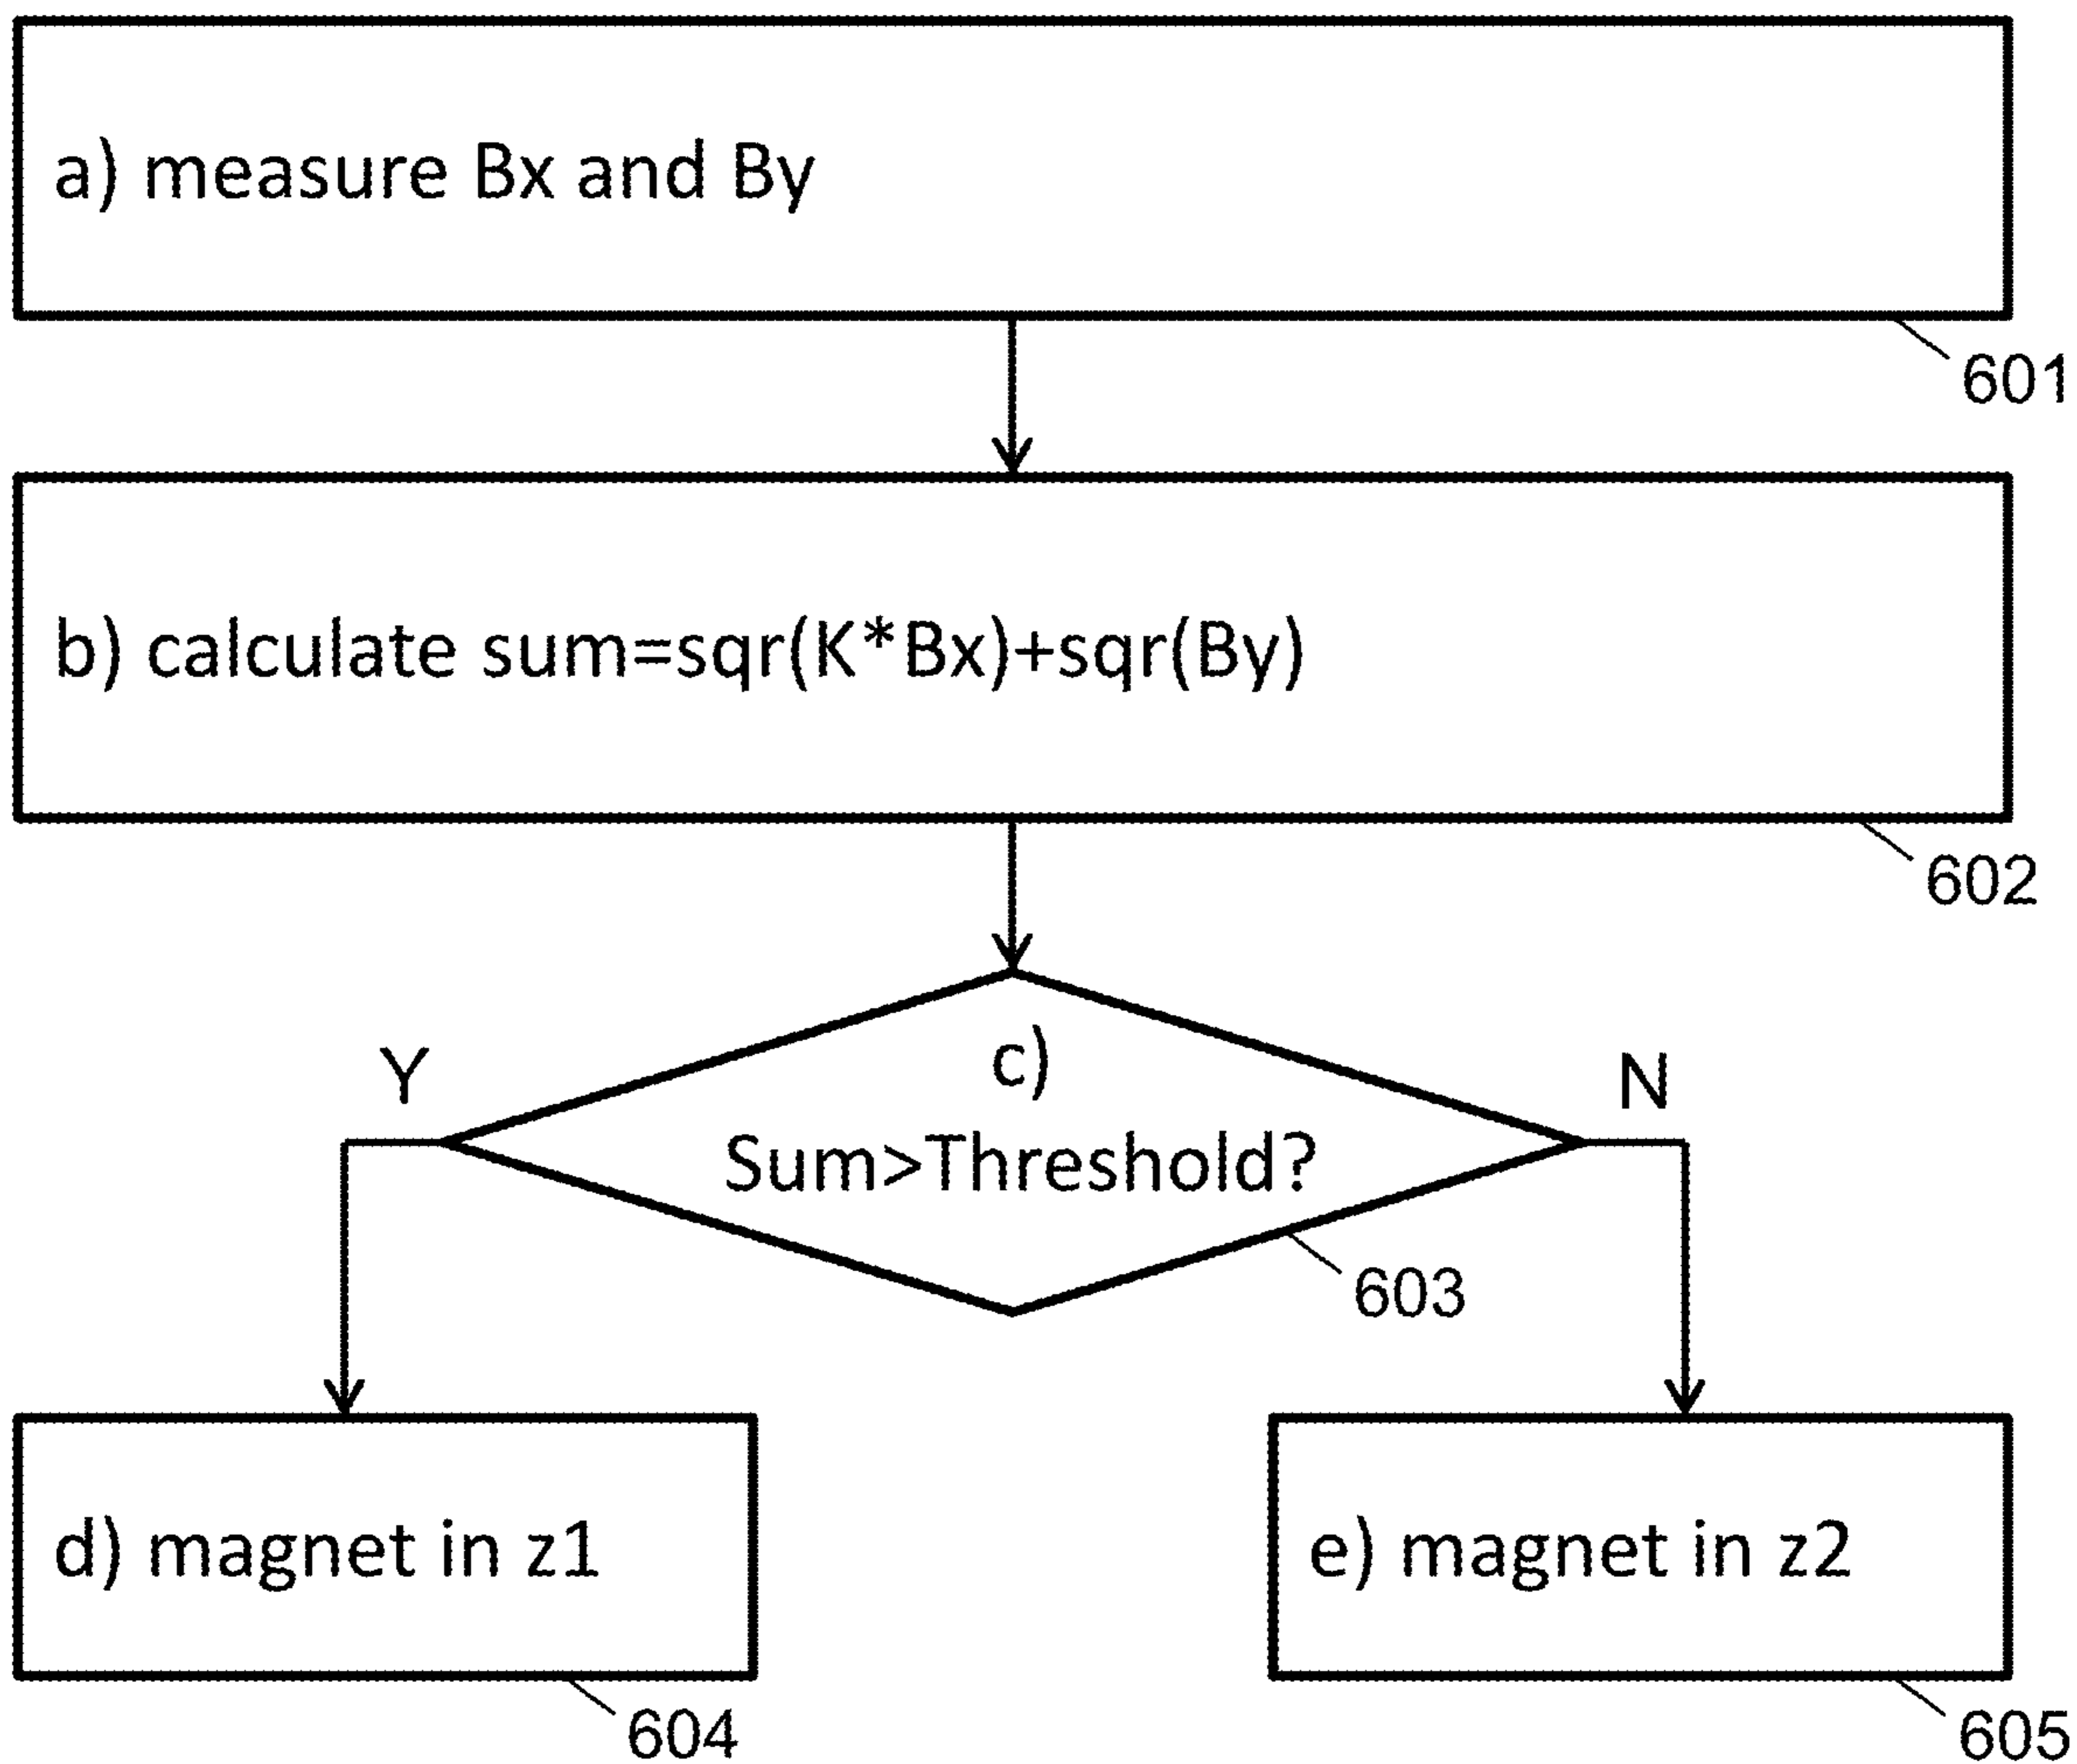 a) measure Bx and By
601
b) calculate sum=sqr(K*Bx)+sqr(By)
602
c)
Y
N
Sum>Threshold?
603
d) magnet in z1
e) magnet in z2
604
605